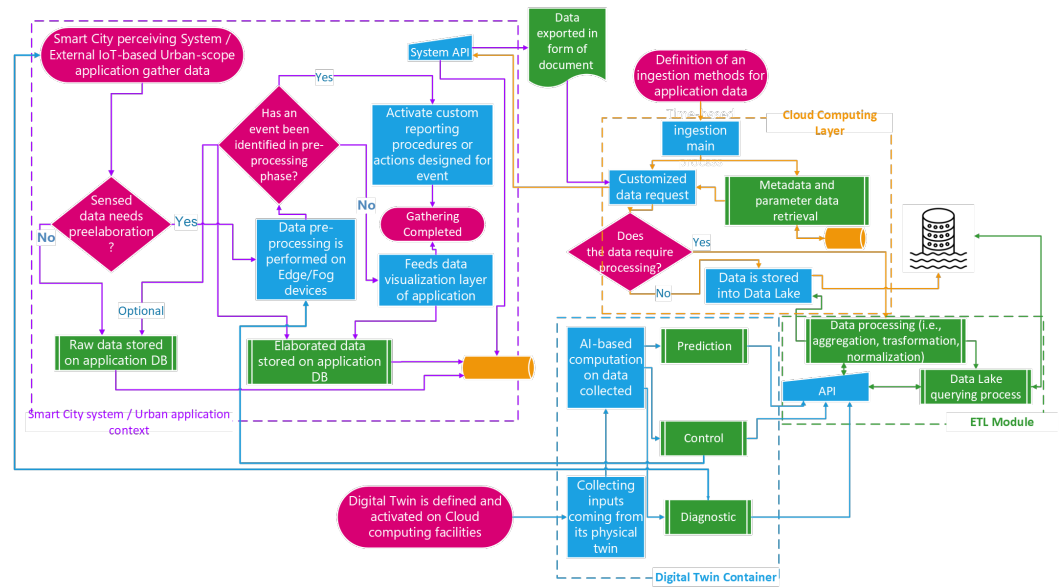 Smart City perceiving System /
External IoT-based Urban-scope
application gather data
System API
Data
exported in
form of
document
Definition of an
ingestion methods for
application data
Cloud Computing
Layer
ingestion
main
Yes
Has an
event been
identified in pre-
processing
phase?
Activate custom
reporting
procedures or
actions designed for
event
Customized
data request
Metadata and
parameter data
retrieval
Sensed
data needs
preelaboration
?
Yes
No
No
Gathering
Completed
Data pre-
processing is
performed on
Edge/Fog
devices
Feeds data
visualization layer
of application
Does
the data require
processing?
Yes
No
Data is stored
into Data Lake
Optional
Raw data stored
on application DB
Elaborated data
stored on application
DB
Smart City system / Urban application
context
AI-based
computation
on data
collected
Prediction
Data processing (i.e.,
aggregation, trasformation,
normalization)
API
Data Lake
querying process
ETL Module
Control
Digital Twin is defined and
activated on Cloud
computing facilities
Collecting
inputs
coming from
its physical
twin
Diagnostic
Digital Twin Container